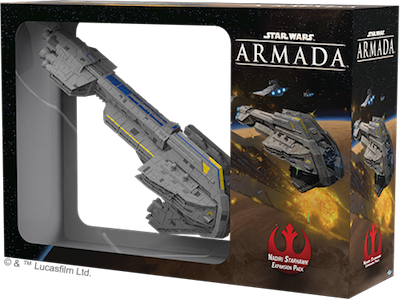 STAR WARS
ARMADA
NADIRI STARHAWK
EXPANSION PACK
STAR WARS
ARMADA
© & ™ Lucasfilm Ltd.